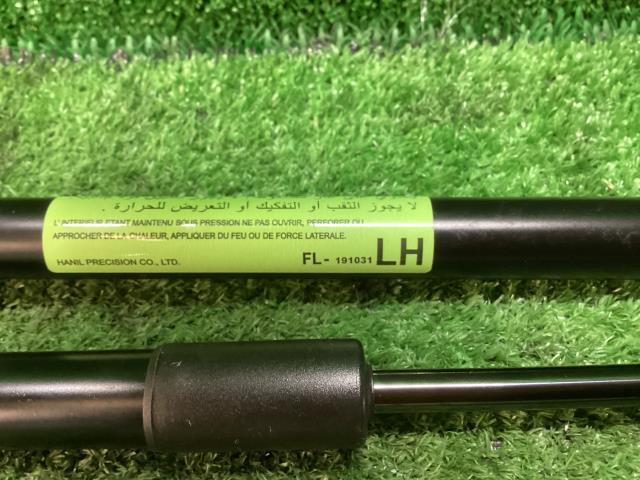 لا يجوز الثقب أو التفكيك أو التعريض للحرارة .
L'INTERIEUR ETANT MAINTENU SOUS PRESSION NE PAS OUVRIR, PERFORER OU
APPROCHER DE LA CHALEUR, APPLIQUER DU FEU OU DE FORCE LATERALE.
HANIL PRECISION CO., LTD. FL- 191031 LH